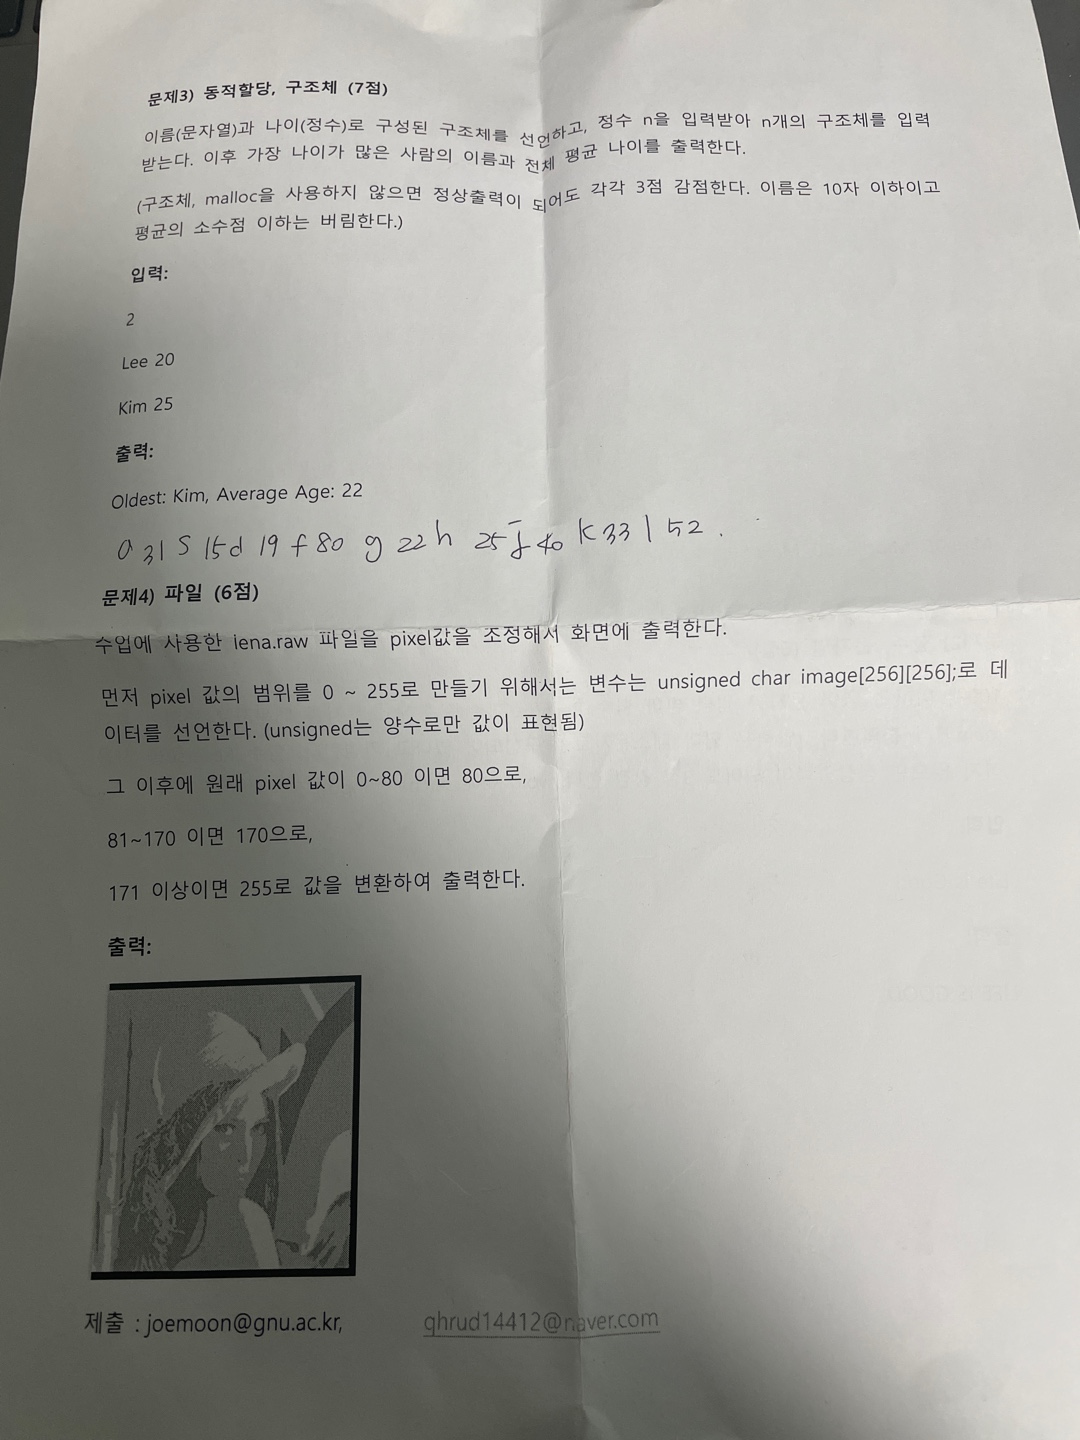 문제3) 동적할당, 구조체 (7점)
이름(문자열)과 나이(정수)로 구성된 구조체를 선언하고, 정수 n을 입력받아 n개의 구조체를 입력
받는다. 이후 가장 나이가 많은 사람의 이름과 전체 평균 나이를 출력한다.
(구조체, malloc을 사용하지 않으면 정상출력이 되어도 각각 3점 감점한다. 이름은 10자 이하이고
평균의 소수점 이하는 버림한다.)
입력:
2
Lee 20
Kim 25
출력:
Oldest: Kim, Average Age: 22
a 31 S 15 d 19 f 80 g 22 h 25 j 40 k 33 l 52 .
문제4) 파일 (6점)
수업에 사용한 lena.raw 파일을 pixel값을 조정해서 화면에 출력한다.
먼저 pixel 값의 범위를 0 ~ 255로 만들기 위해서는 변수는 unsigned char image[256][256];로 데
이터를 선언한다. (unsigned는 양수로만 값이 표현됨)
그 이후에 원래 pixel 값이 0~80 이면 80으로,
81~170 이면 170으로,
171 이상이면 255로 값을 변환하여 출력한다.
출력:
제출 : joemoon@gnu.ac.kr, qhrud14412@naver.com